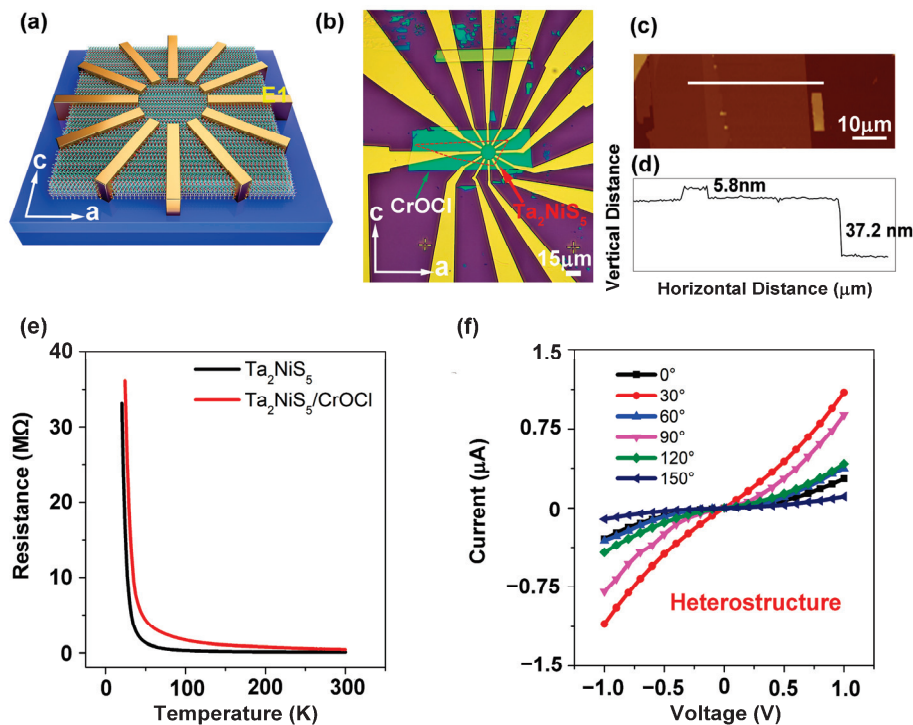 (a)
E1
c
a
(b)
CrOCl
Ta₂NiS₅
c
a
15μm
(c)
10μm
(d)
5.8nm
37.2 nm
Vertical Distance
Horizontal Distance (μm)
(e)
40
30
20
10
0
Resistance (MΩ)
Ta₂NiS₅
Ta₂NiS₅/CrOCl
0 100 200 300
Temperature (K)
(f)
1.5
0.75
0
−0.75
−1.5
Current (μA)
0°
30°
60°
90°
120°
150°
Heterostructure
−1.0 −0.5 0.0 0.5 1.0
Voltage (V)